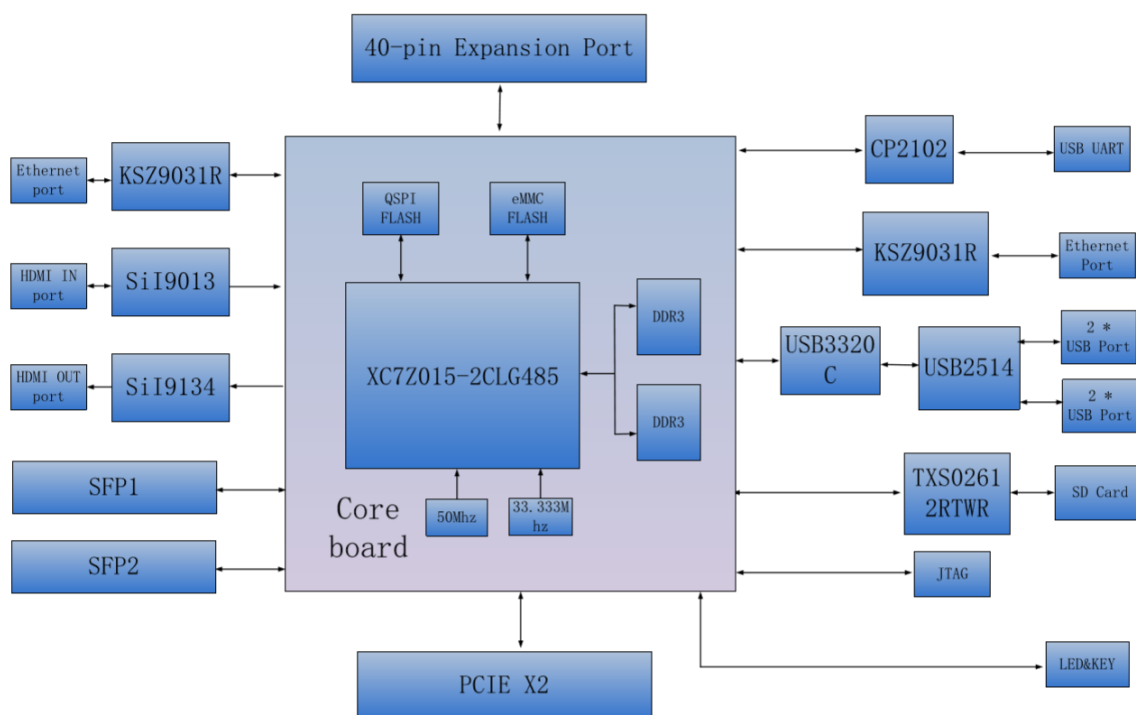 40-pin Expansion Port
Ethernet
port
KSZ9031R
HDMI IN
port
SiI9013
HDMI OUT
port
SiI9134
SFP1
SFP2
QSPI
FLASH
eMMC
FLASH
XC7Z015-2CLG485
DDR3
DDR3
50Mhz
33.333M
hz
Core
board
CP2102
USB UART
KSZ9031R
Ethernet
Port
USB3320
C
USB2514
2 *
USB Port
2 *
USB Port
TXS0261
2RTWR
SD Card
JTAG
LED&KEY
PCIE X2